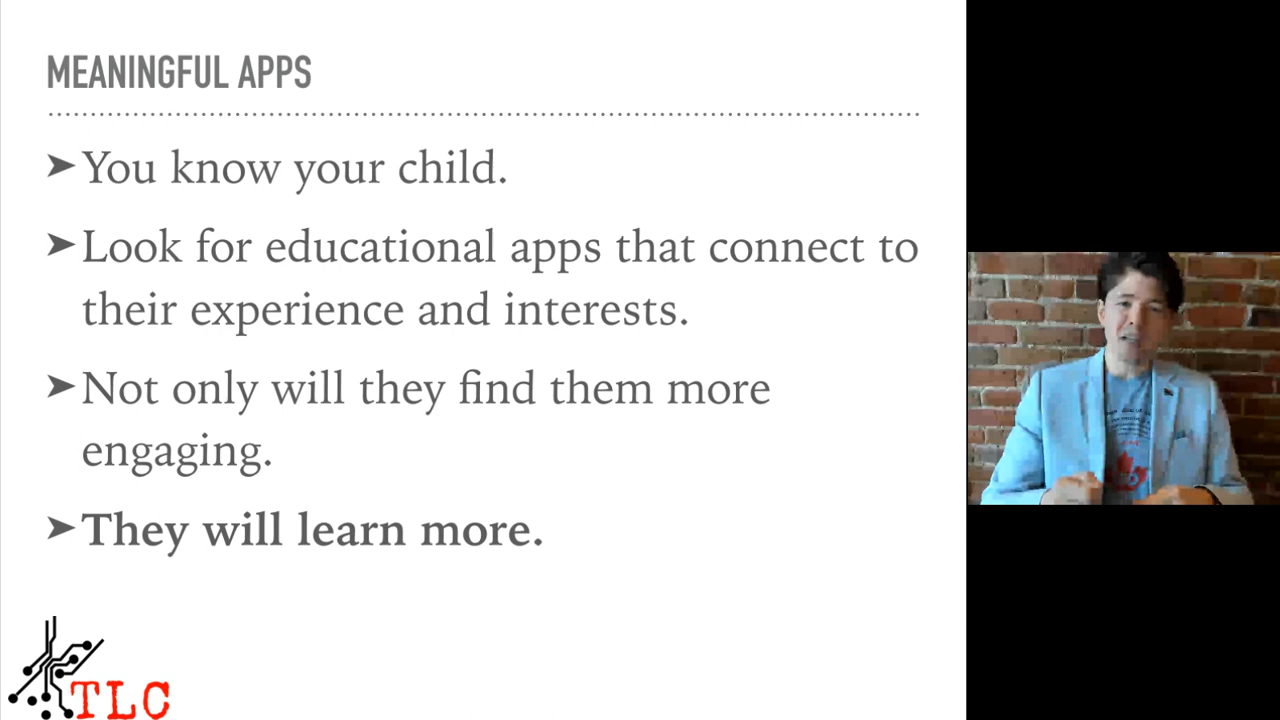 MEANINGFUL APPS
➤ You know your child.
➤ Look for educational apps that connect to
their experience and interests.
➤ Not only will they find them more
engaging.
➤ They will learn more.
TLC